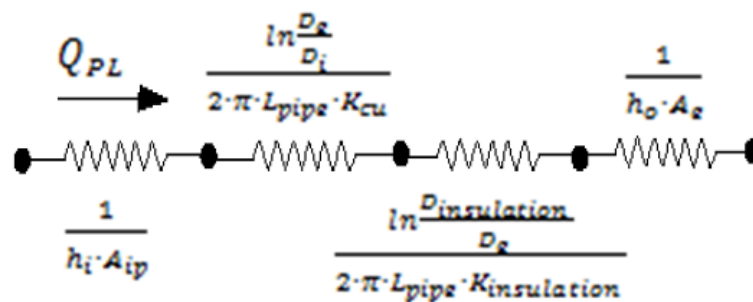 Q_PL
ln D_e/D_i
2·π·L_pipe·K_cu
1
h_o·A_e
1
h_i·A_ip
ln D_insulation/D_e
2·π·L_pipe·K_insulation